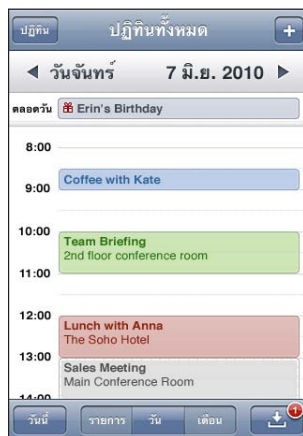 ปฏิทิน
ปฏิทินทั้งหมด
+
วันจันทร์ 7 มิ.ย. 2010
ตลอดวัน Erin's Birthday
8:00
Coffee with Kate
9:00
10:00
Team Briefing
2nd floor conference room
11:00
12:00
Lunch with Anna
The Soho Hotel
13:00
Sales Meeting
Main Conference Room
14:00
วันนี้ รายการ วัน เดือน 1